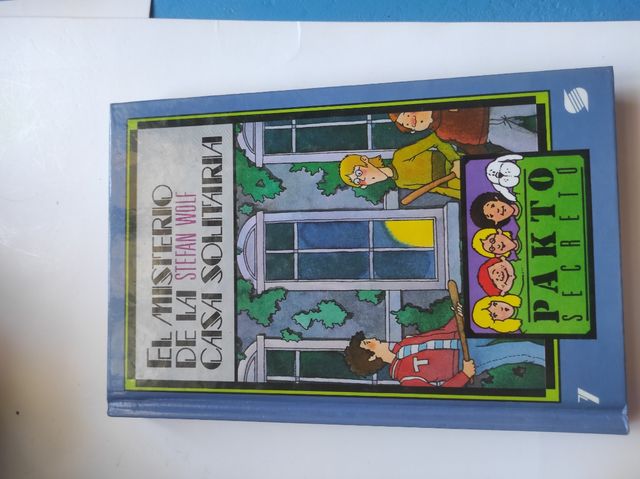 EL MISTERIO
DE LA STEFAN WOLF
CASA SOLITARIA
T
PAKTO
SECRETO
7